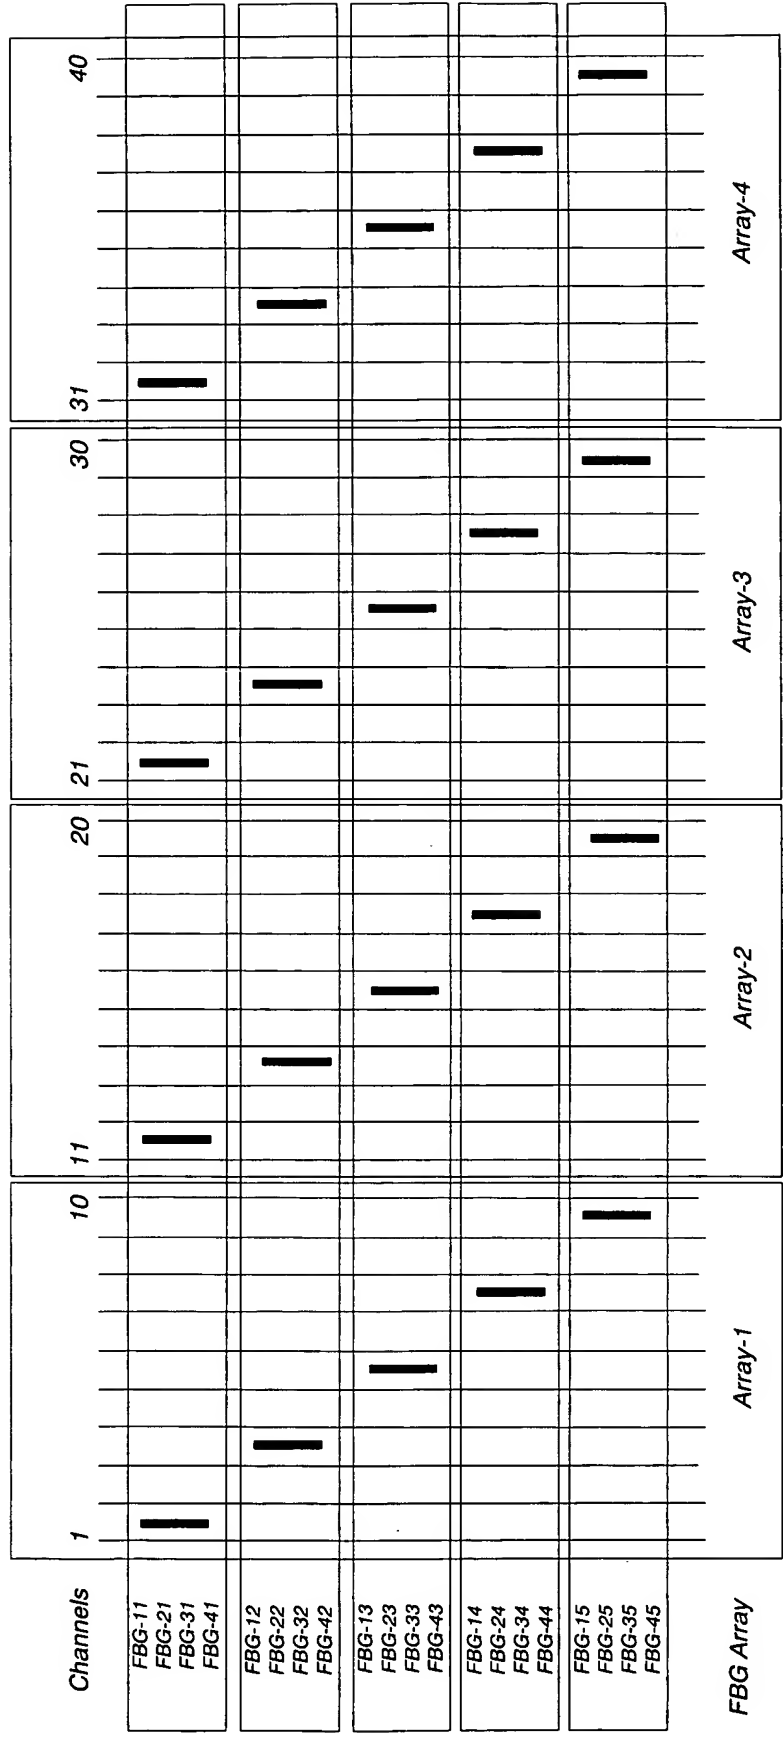 Channels 1 10 11 20 21 30 31 40
FBG-11
FBG-21
FBG-31
FBG-41
FBG-12
FBG-22
FBG-32
FBG-42
FBG-13
FBG-23
FBG-33
FBG-43
FBG-14
FBG-24
FBG-34
FBG-44
FBG-15
FBG-25
FBG-35
FBG-45
FBG Array Array-1 Array-2 Array-3 Array-4